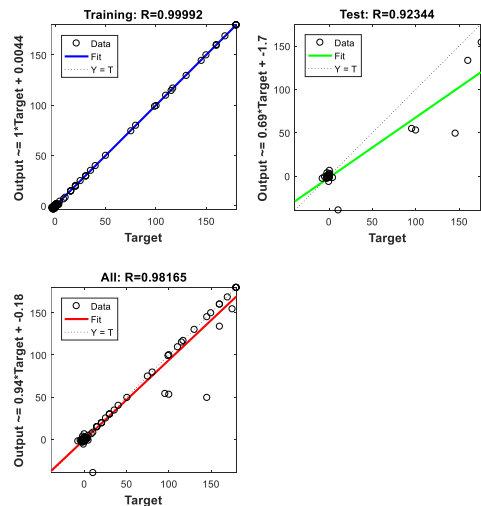 Training: R=0.99992
Output ~= 1*Target + 0.0044
150
100
50
0
Data
Fit
Y = T
0 50 100 150
Target
Test: R=0.92344
Output ~= 0.69*Target + -1.7
150
100
50
0
Data
Fit
Y = T
0 50 100 150
Target
All: R=0.98165
Output ~= 0.94*Target + -0.18
150
100
50
0
Data
Fit
Y = T
0 50 100 150
Target